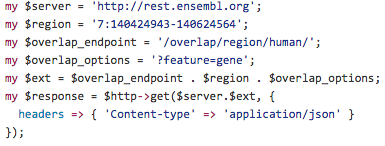 my $server = 'http://rest.ensembl.org';
my $region = '7:140424943-140624564';
my $overlap_endpoint = '/overlap/region/human/';
my $overlap_options = '?feature=gene';
my $ext = $overlap_endpoint . $region . $overlap_options;
my $response = $http->get($server.$ext, {
  headers => { 'Content-type' => 'application/json' }
});